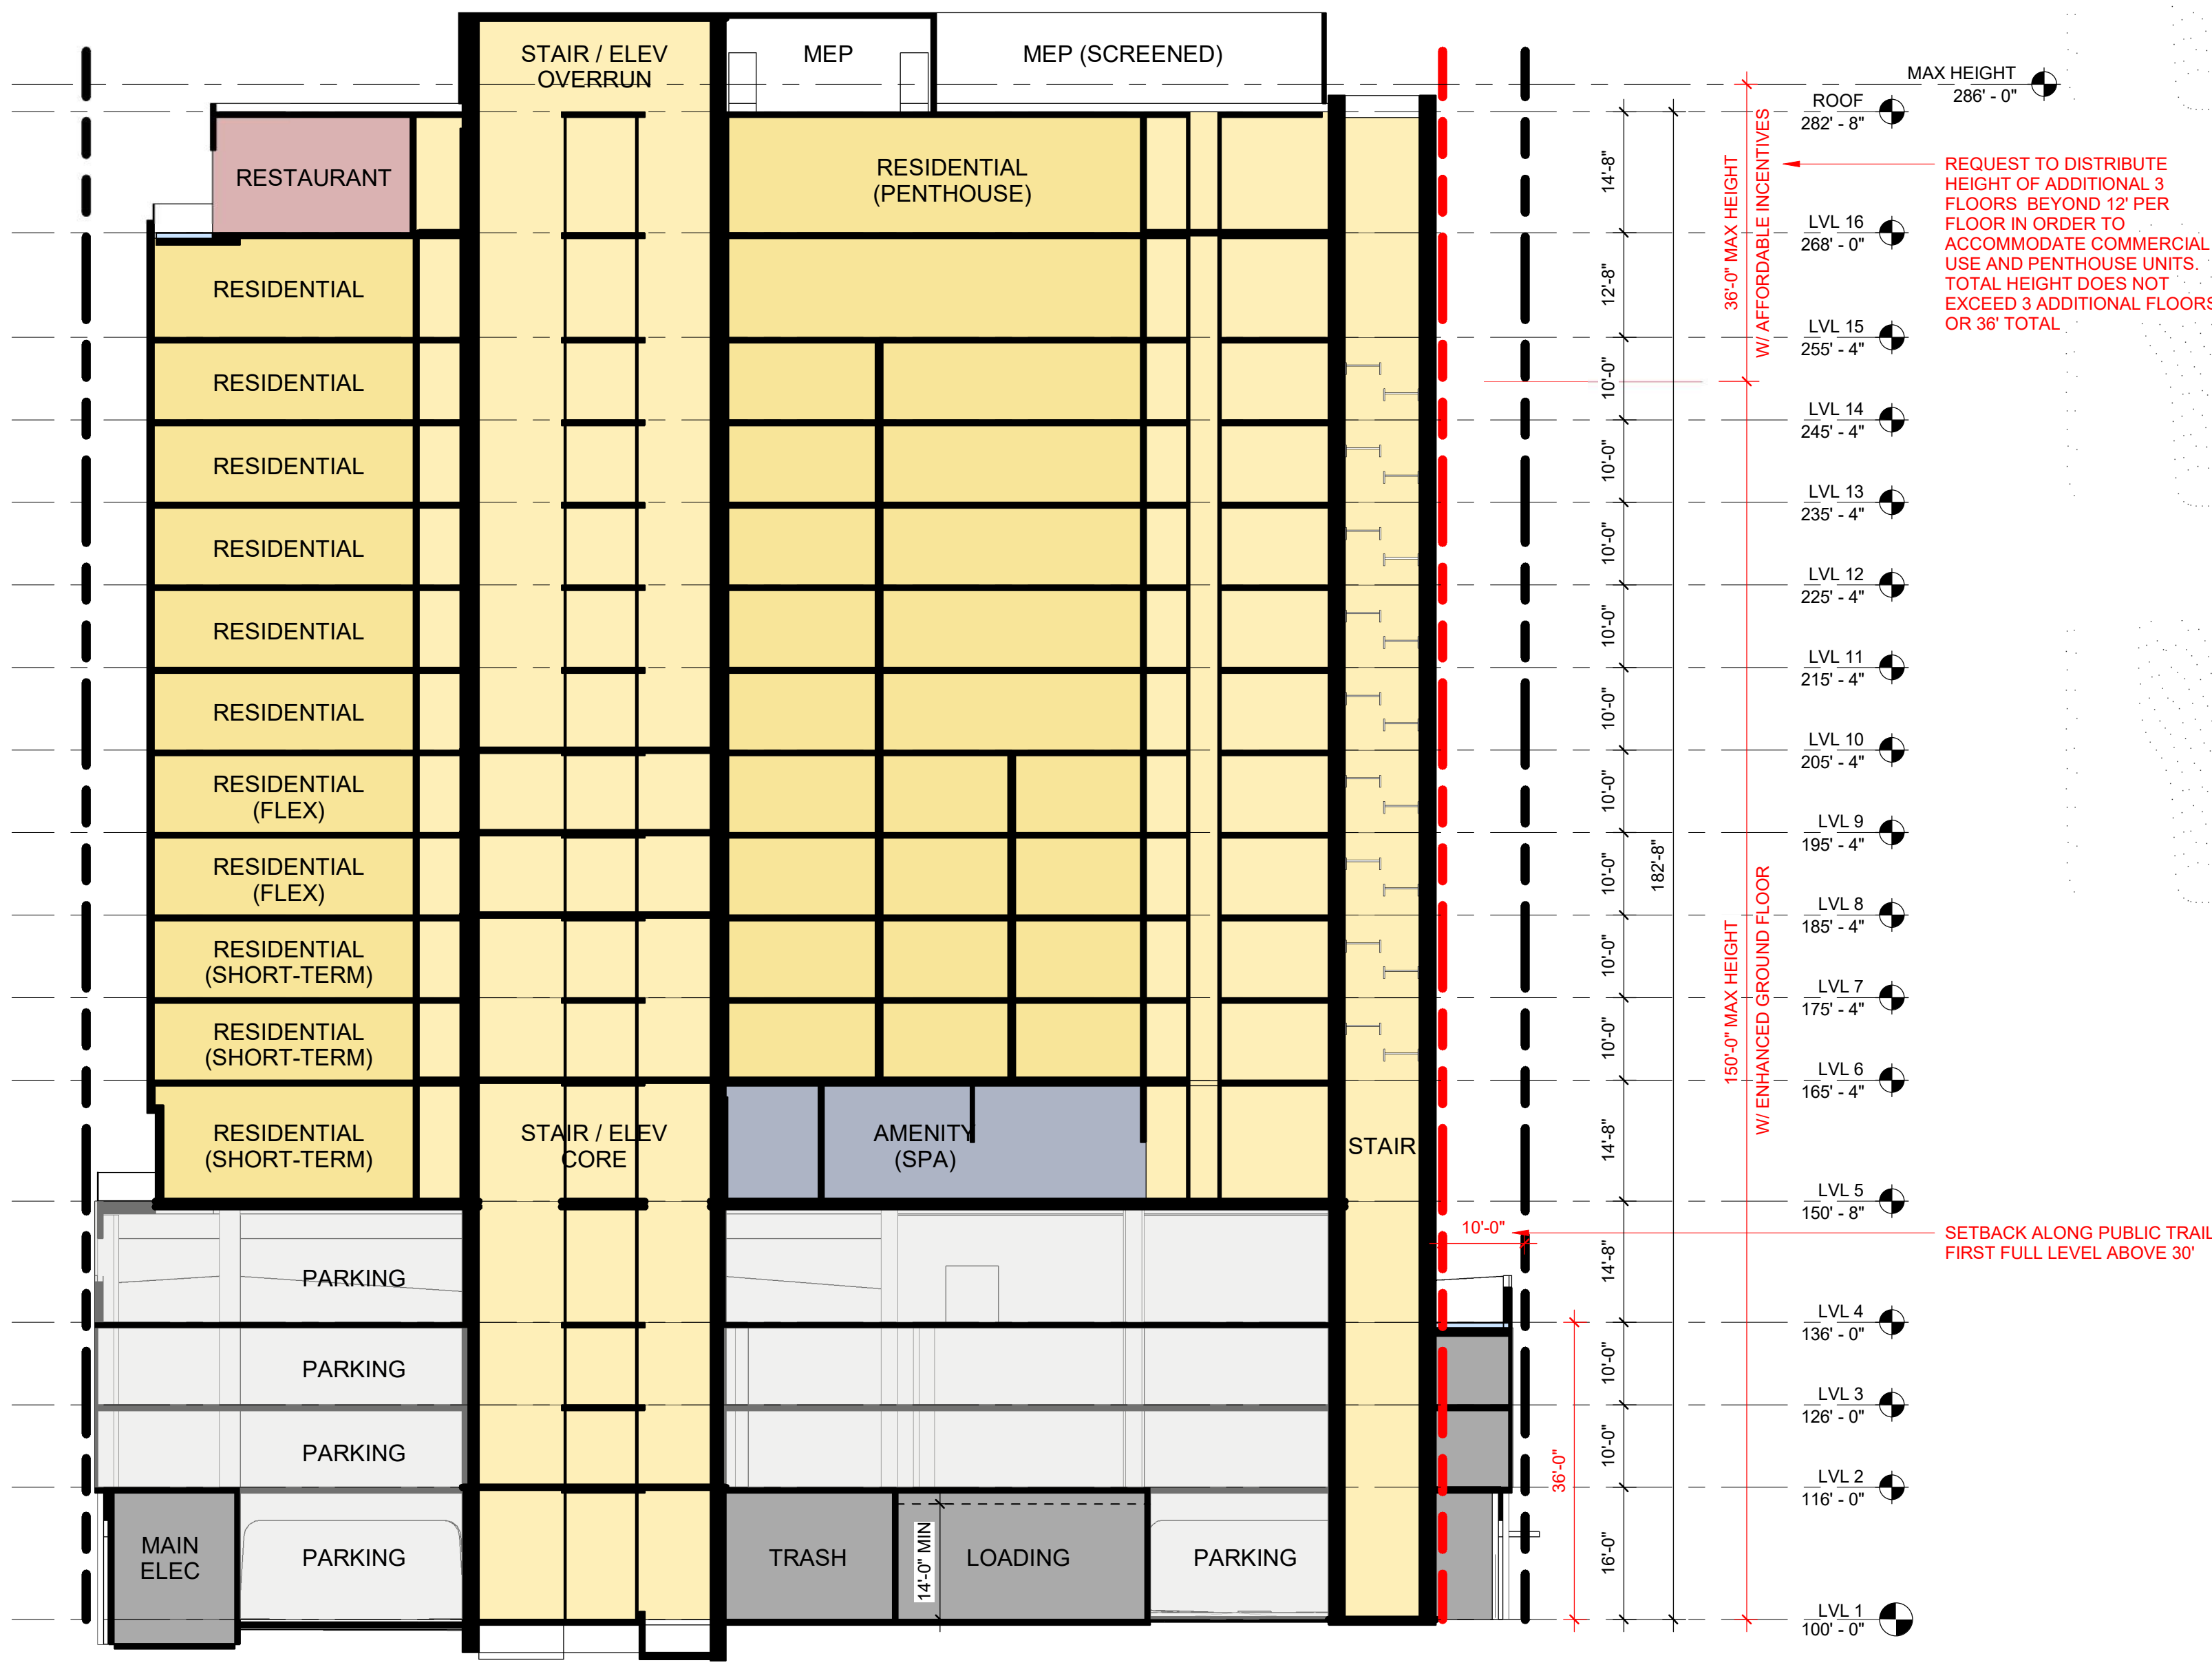 STAIR / ELEV
OVERRUN
MEP
MEP (SCREENED)
MAX HEIGHT
286' - 0"
ROOF
282' - 8"
RESTAURANT
RESIDENTIAL
(PENTHOUSE)
14'-8"
36'-0" MAX HEIGHT
W/ AFFORDABLE INCENTIVES
REQUEST TO DISTRIBUTE
HEIGHT OF ADDITIONAL 3
FLOORS BEYOND 12' PER
FLOOR IN ORDER TO
ACCOMMODATE COMMERCIAL
USE AND PENTHOUSE UNITS.
TOTAL HEIGHT DOES NOT
EXCEED 3 ADDITIONAL FLOORS
OR 36' TOTAL
LVL 16
268' - 0"
RESIDENTIAL
12'-8"
LVL 15
255' - 4"
RESIDENTIAL
10'-0"
LVL 14
245' - 4"
RESIDENTIAL
10'-0"
LVL 13
235' - 4"
RESIDENTIAL
10'-0"
LVL 12
225' - 4"
RESIDENTIAL
10'-0"
LVL 11
215' - 4"
RESIDENTIAL
10'-0"
LVL 10
205' - 4"
RESIDENTIAL
(FLEX)
10'-0"
LVL 9
195' - 4"
RESIDENTIAL
(FLEX)
10'-0"
182'-8"
LVL 8
185' - 4"
RESIDENTIAL
(SHORT-TERM)
10'-0"
150'-0" MAX HEIGHT
W/ ENHANCED GROUND FLOOR
LVL 7
175' - 4"
RESIDENTIAL
(SHORT-TERM)
10'-0"
LVL 6
165' - 4"
RESIDENTIAL
(SHORT-TERM)
STAIR / ELEV
CORE
AMENITY
(SPA)
STAIR
14'-8"
LVL 5
150' - 8"
10'-0"
SETBACK ALONG PUBLIC TRAIL
FIRST FULL LEVEL ABOVE 30'
PARKING
14'-8"
LVL 4
136' - 0"
PARKING
10'-0"
LVL 3
126' - 0"
PARKING
36'-0"
10'-0"
LVL 2
116' - 0"
MAIN
ELEC
PARKING
TRASH
14'-0" MIN
LOADING
PARKING
16'-0"
LVL 1
100' - 0"